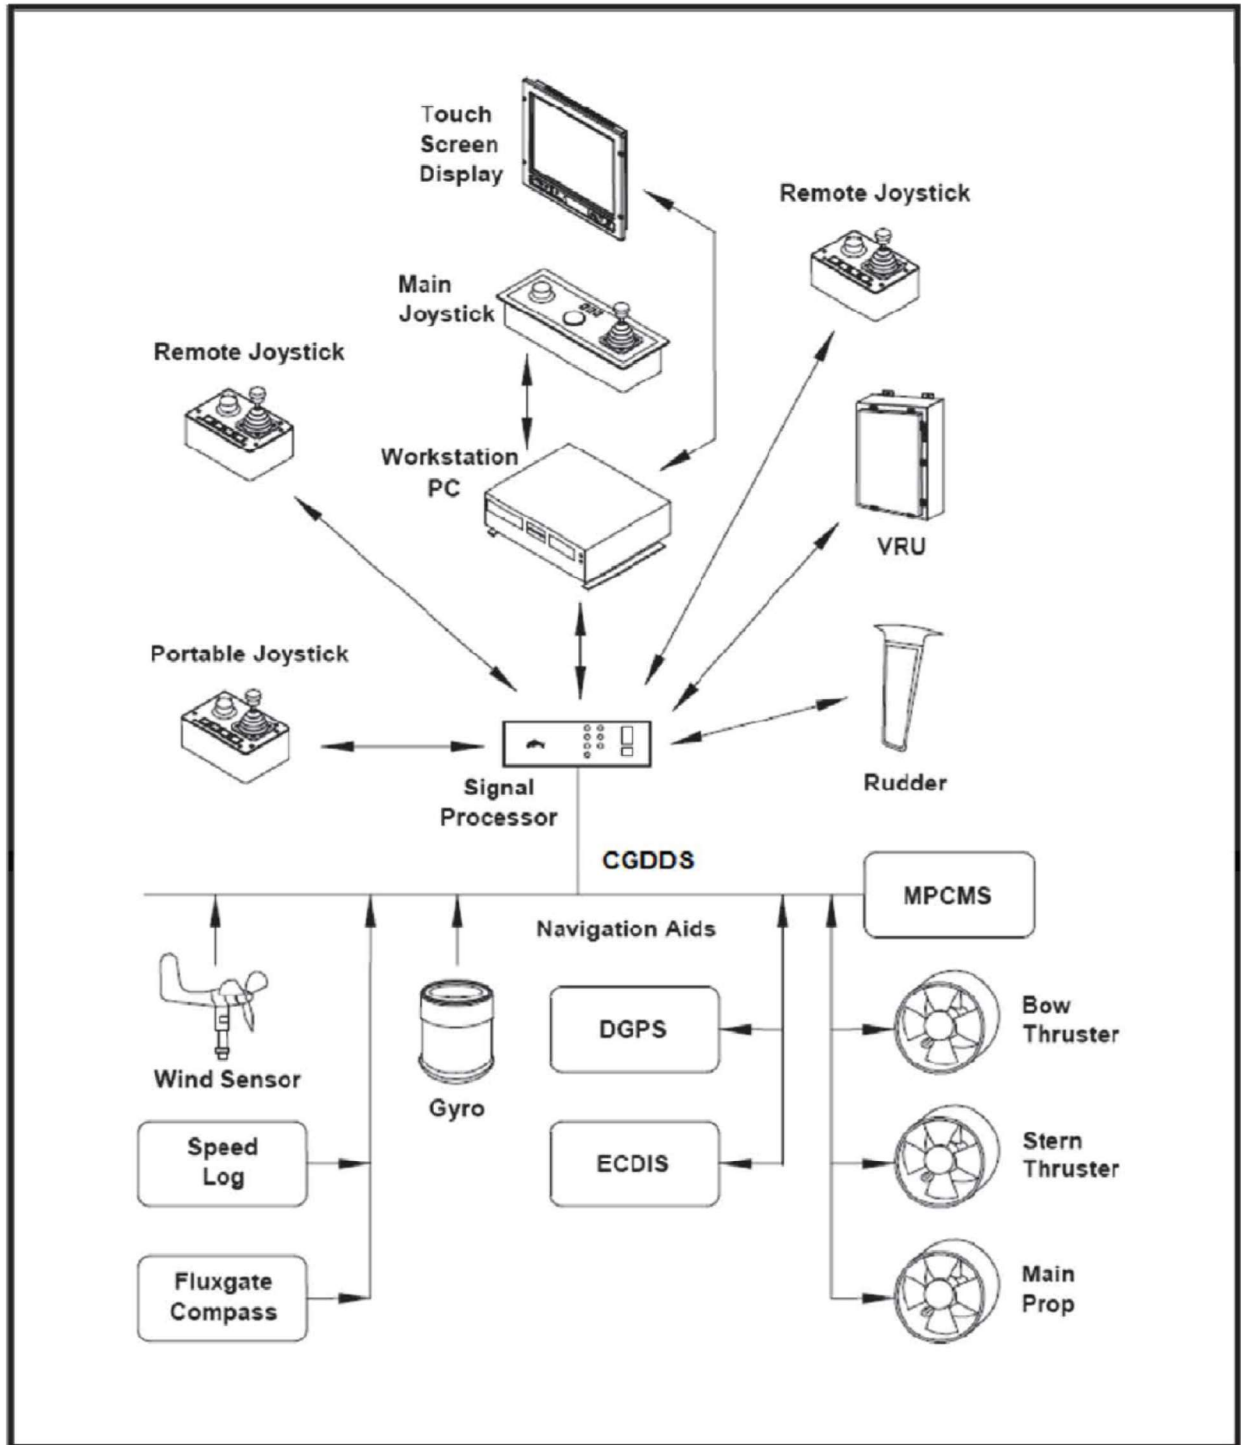 Touch
Screen
Display
Remote Joystick
Main
Joystick
Remote Joystick
Workstation
PC
VRU
Portable Joystick
Rudder
Signal
Processor
CGDDS
MPCMS
Navigation Aids
DGPS
Bow
Thruster
Wind Sensor
Gyro
Speed
Log
ECDIS
Stern
Thruster
Fluxgate
Compass
Main
Prop